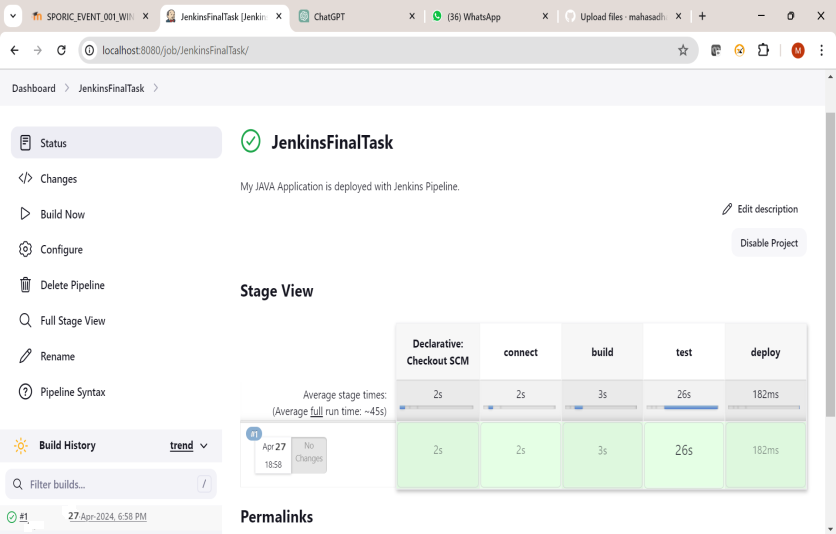 SPORIC_EVENT_001_WIN
JenkinsFinalTask [Jenkin
ChatGPT
(36) WhatsApp
Upload files · mahasadh
localhost:8080/job/JenkinsFinalTask/
M
Dashboard > JenkinsFinalTask >
Status
Changes
Build Now
Configure
Delete Pipeline
Full Stage View
Rename
Pipeline Syntax
Build History
trend
Filter builds...
/
#1
27-Apr-2024, 6:58 PM
JenkinsFinalTask
My JAVA Application is deployed with Jenkins Pipeline.
Edit description
Disable Project
Stage View
Declarative:
Checkout SCM
connect
build
test
deploy
Average stage times:
(Average full run time: ~45s)
2s
2s
3s
26s
182ms
#1
Apr 27
18:58
No
Changes
2s
2s
3s
26s
182ms
Permalinks